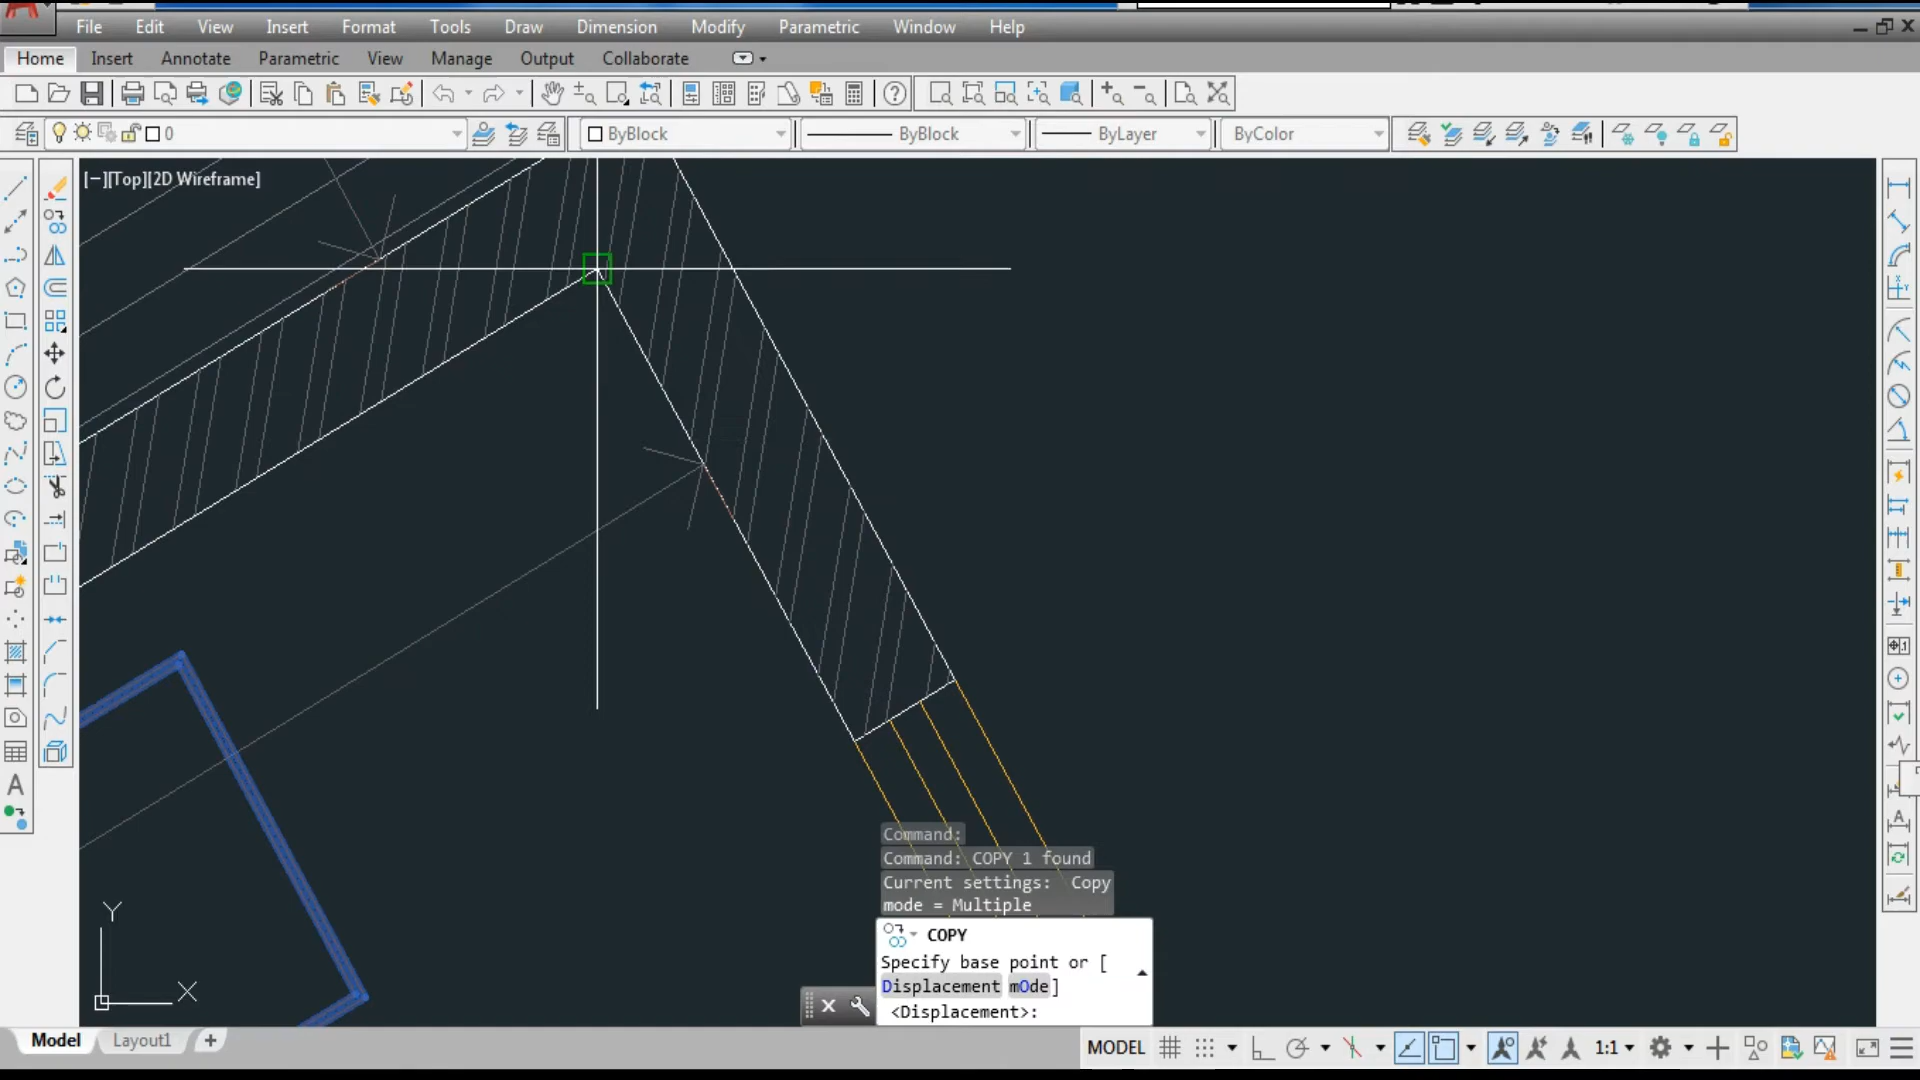 File Edit View Insert Format Tools Draw Dimension Modify Parametric Window Help
Home Insert Annotate Parametric View Manage Output Collaborate
0 ByBlock ByBlock ByLayer ByColor
[−][Top][2D Wireframe]
Command:
Command: COPY 1 found
Current settings: Copy
mode = Multiple
COPY
Specify base point or [
Displacement mOde]
<Displacement>:
Y
X
Model Layout1 +
MODEL 1:1